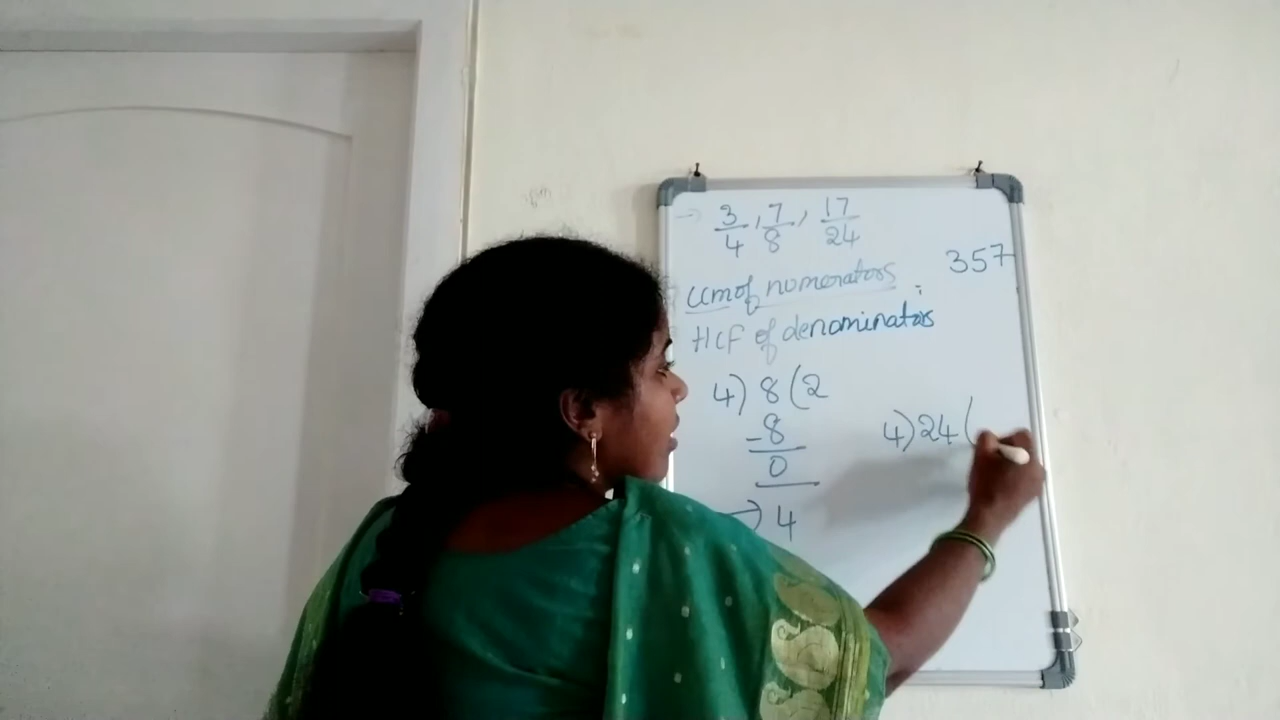 → 3/4, 7/8, 17/24
357
LCM of numerators
HCF of denominators
4) 8 (2
-8
0
→ 4
4) 24 (